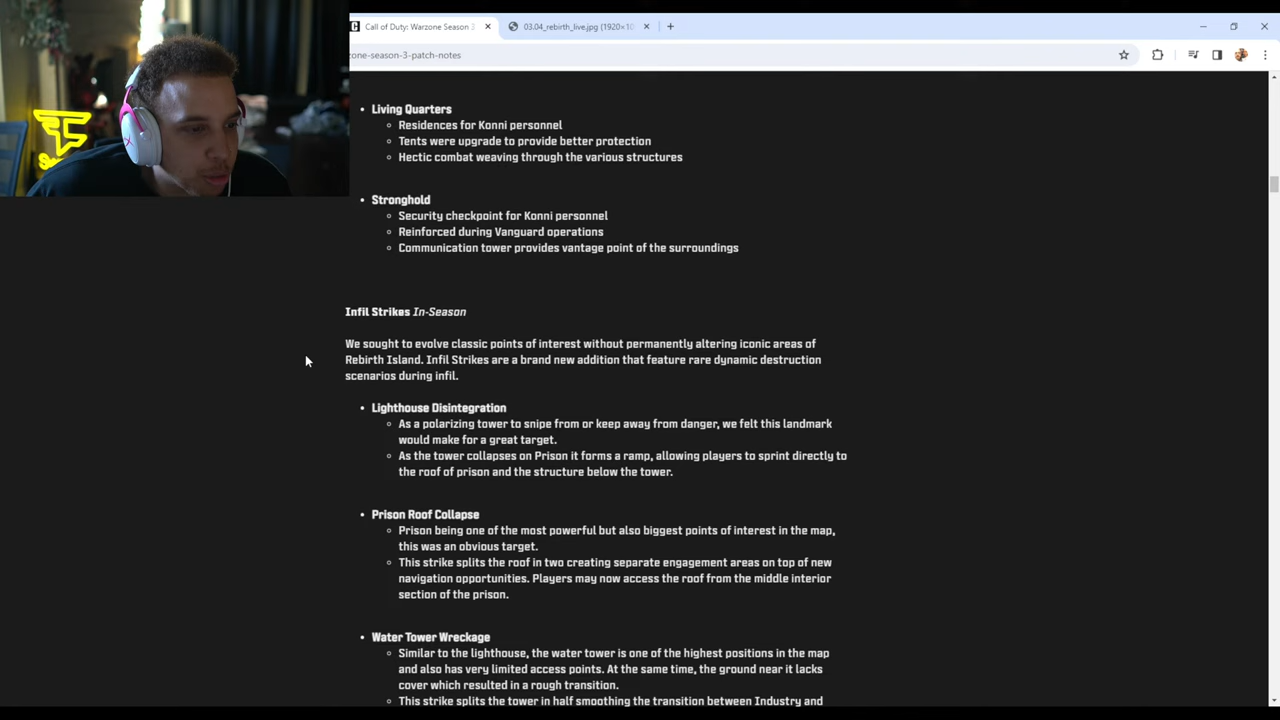 Call of Duty: Warzone Season 3
03.04_rebirth_live.jpg (1920×10
zone-season-3-patch-notes
• Living Quarters
◦ Residences for Konni personnel
◦ Tents were upgrade to provide better protection
◦ Hectic combat weaving through the various structures
• Stronghold
◦ Security checkpoint for Konni personnel
◦ Reinforced during Vanguard operations
◦ Communication tower provides vantage point of the surroundings
Infil Strikes In-Season
We sought to evolve classic points of interest without permanently altering iconic areas of
Rebirth Island. Infil Strikes are a brand new addition that feature rare dynamic destruction
scenarios during infil.
• Lighthouse Disintegration
◦ As a polarizing tower to snipe from or keep away from danger, we felt this landmark
would make for a great target.
◦ As the tower collapses on Prison it forms a ramp, allowing players to sprint directly to
the roof of prison and the structure below the tower.
• Prison Roof Collapse
◦ Prison being one of the most powerful but also biggest points of interest in the map,
this was an obvious target.
◦ This strike splits the roof in two creating separate engagement areas on top of new
navigation opportunities. Players may now access the roof from the middle interior
section of the prison.
• Water Tower Wreckage
◦ Similar to the lighthouse, the water tower is one of the highest positions in the map
and also has very limited access points. At the same time, the ground near it lacks
cover which resulted in a rough transition.
◦ This strike splits the tower in half smoothing the transition between Industry and